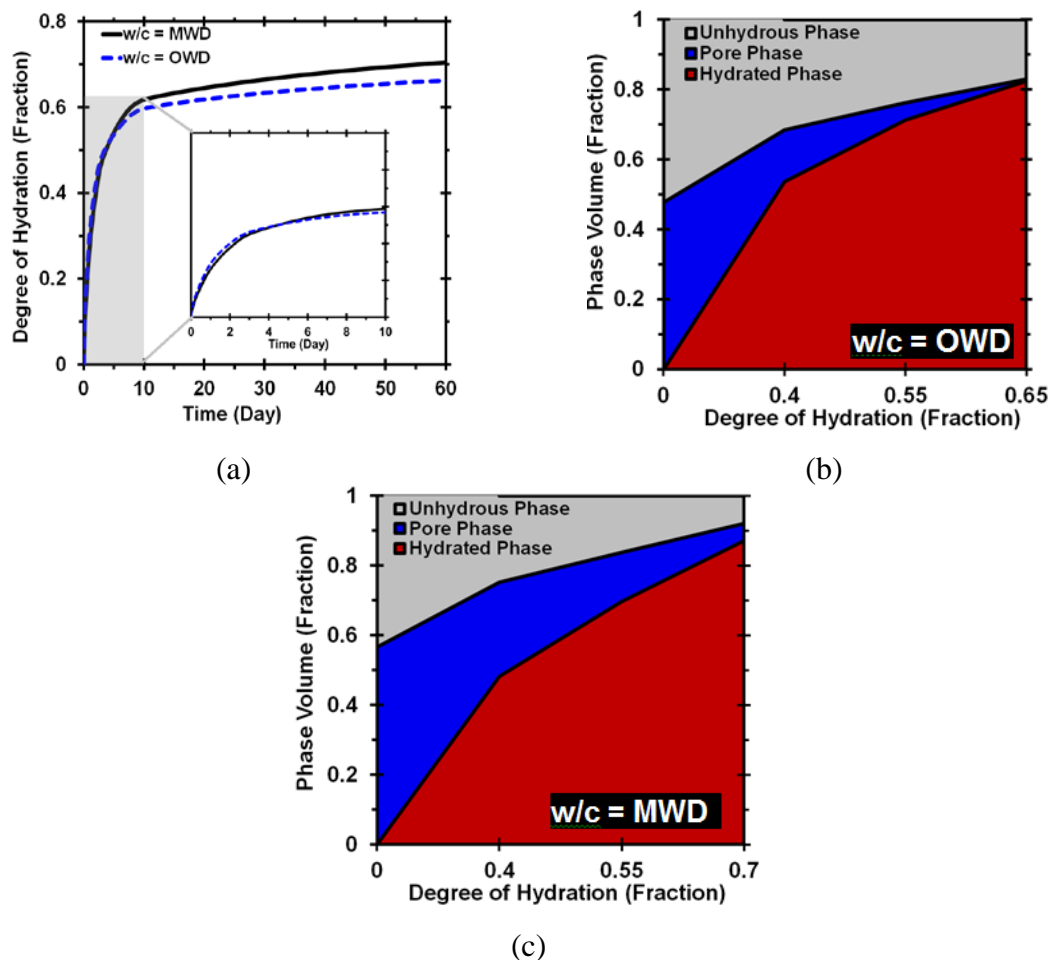 0.8
w/c = MWD
w/c = OWD
0.6
0.4
0.2
0
Degree of Hydration (Fraction)
0 2 4 6 8 10
Time (Day)
0 10 20 30 40 50 60
Time (Day)
(a)
1
0.8
0.6
0.4
0.2
0
Phase Volume (Fraction)
Unhydrous Phase
Pore Phase
Hydrated Phase
w/c = OWD
0 0.4 0.55 0.65
Degree of Hydration (Fraction)
(b)
1
0.8
0.6
0.4
0.2
0
Phase Volume (Fraction)
Unhydrous Phase
Pore Phase
Hydrated Phase
w/c = MWD
0 0.4 0.55 0.7
Degree of Hydration (Fraction)
(c)